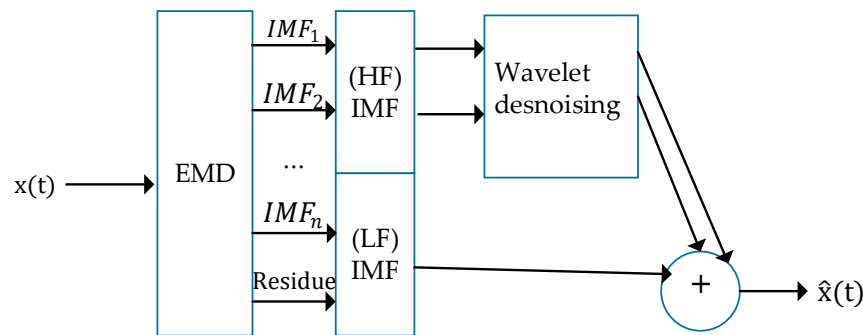 x(t)
EMD
IMF₁
IMF₂
...
IMFₙ
Residue
(HF)
IMF
(LF)
IMF
Wavelet
desnoising
+
x̂(t)